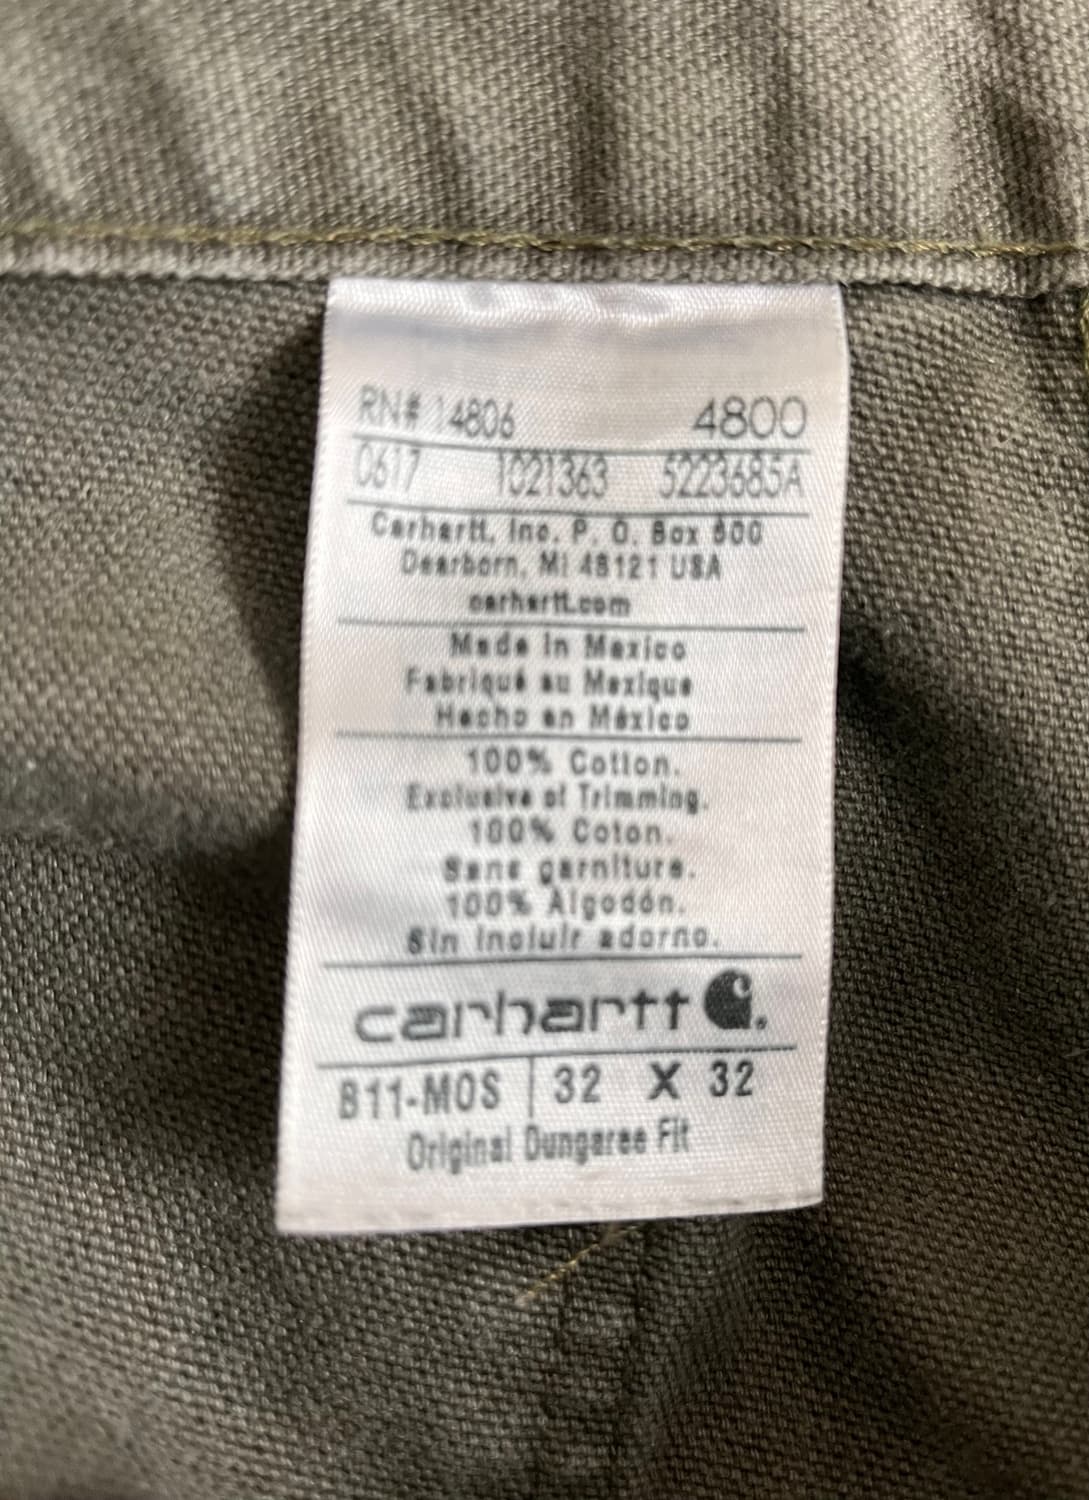 RN# 14806 4800
0617 1021363 5223685A
Carhartt, Inc. P. O. Box 600
Dearborn, MI 48121 USA
carhartt.com
Made in Mexico
Fabriqué au Mexique
Hecho en México
100% Cotton.
Exclusive of Trimming.
100% Coton.
Sans garniture.
100% Algodón.
Sin incluir adorno.
carhartt
B11-MOS 32 X 32
Original Dungaree Fit